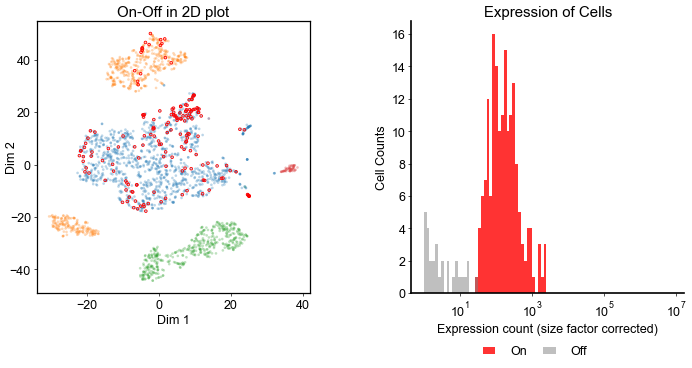 On-Off in 2D plot
Expression of Cells
Dim 2
40
20
0
−20
−40
−20
0
20
40
Dim 1
Cell Counts
16
14
12
10
8
6
4
2
0
10^1
10^3
10^5
10^7
Expression count (size factor corrected)
On
Off